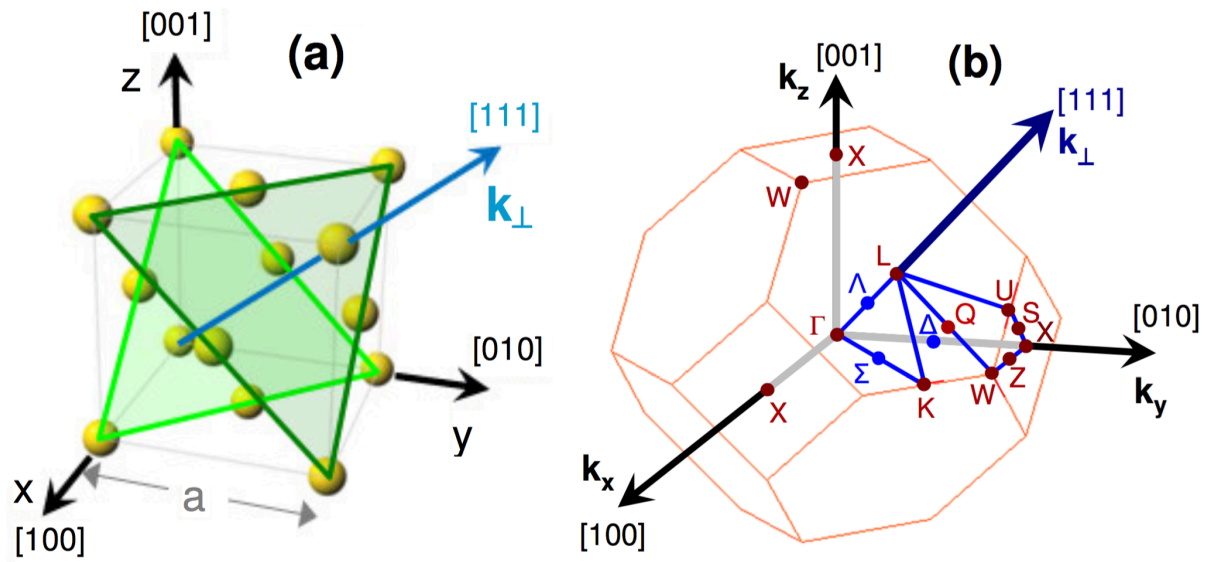 (a)
[001]
z
[111]
k⊥
[010]
y
x
[100]
a
(b)
[001]
kz
[111]
k⊥
X
W
L
Λ
Γ
Δ
Q
U
S
X
[010]
Σ
K
W
Z
ky
X
kx
[100]